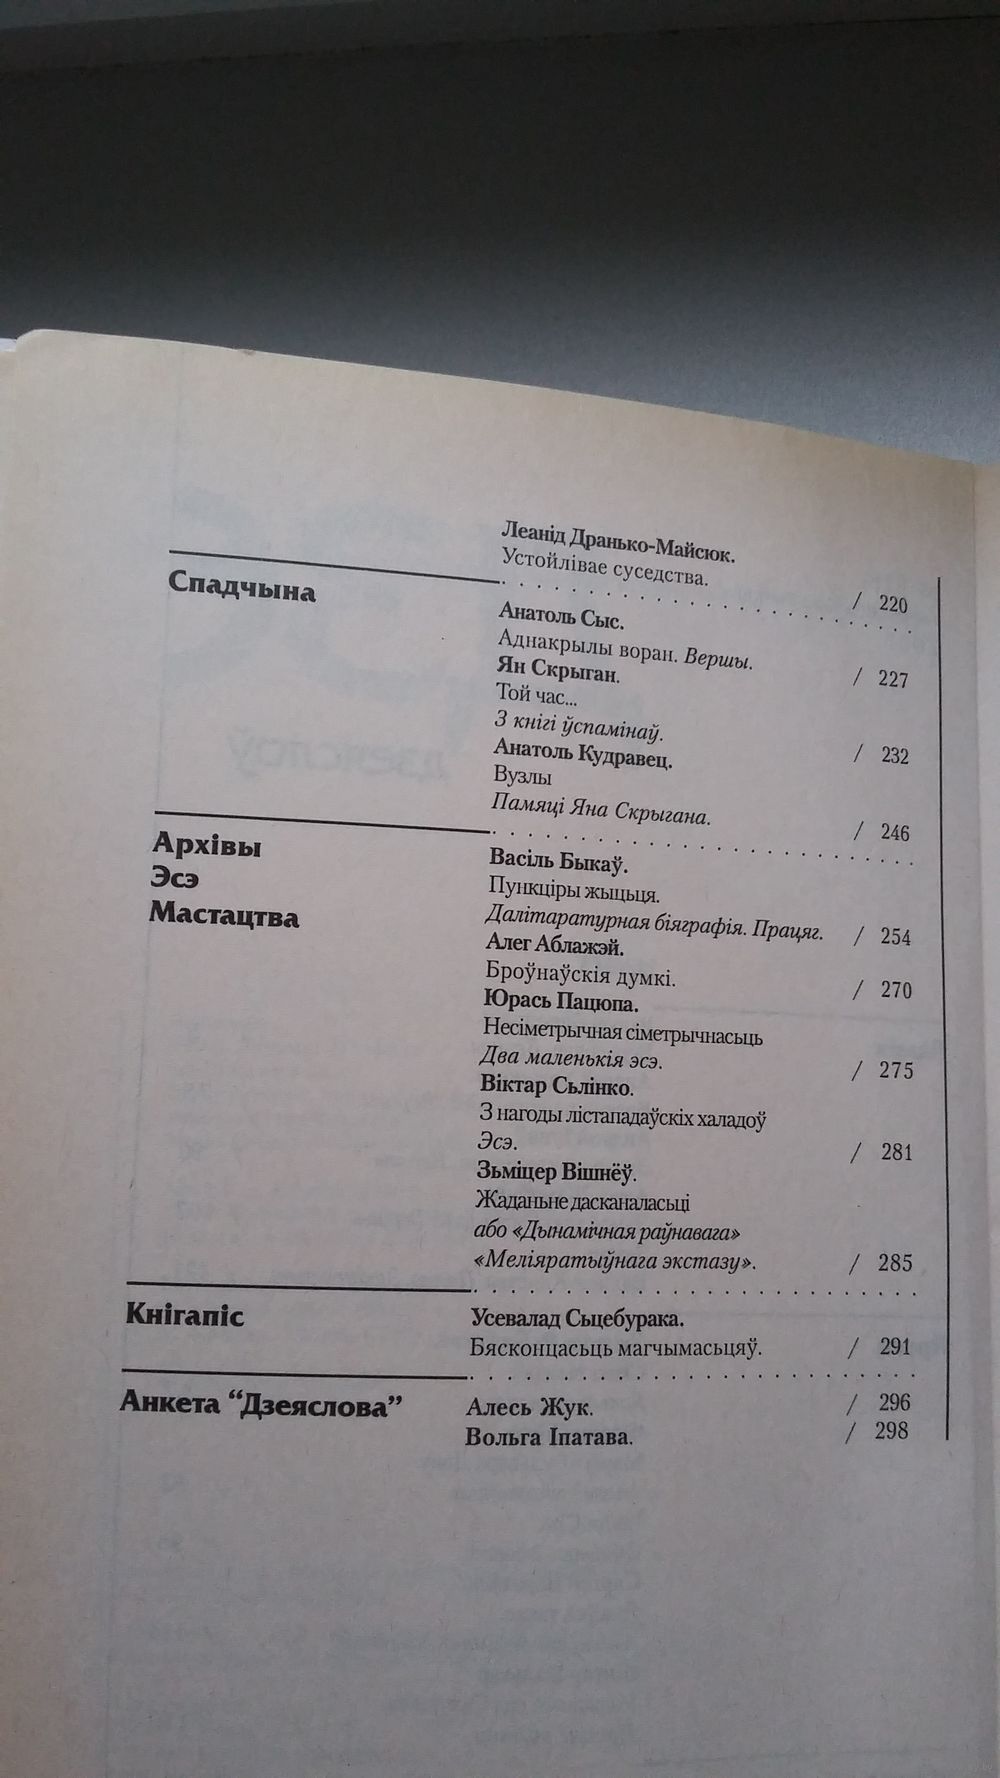 Леанід Дранько-Майсюк.
Устойлівае суседства. / 220
Спадчына
Анатоль Сыс.
Аднакрылы воран. Вершы. / 227
Ян Скрыган.
Той час...
З кнігі ўспамінаў. / 232
Анатоль Кудравец.
Вузлы
Памяці Яна Скрыгана. / 246
Архівы
Эсэ
Мастацтва
Васіль Быкаў.
Пункціры жыцьця.
Далітаратурная біяграфія. Працяг. / 254
Алег Аблажэй.
Броўнаўскія думкі. / 270
Юрась Пацюпа.
Несіметрычная сіметрычнасьць
Два маленькія эсэ. / 275
Віктар Сьлінко.
З нагоды лістападаўскіх халадоў
Эсэ. / 281
Зьміцер Вішнёў.
Жаданьне дасканаласьці
або «Дынамічная раўнавага»
«Меліяратыўнага экстазу». / 285
Кнігапіс
Усевалад Сьцебурака.
Бясконцасьць магчымасьцяў. / 291
Анкета “Дзеяслова”
Алесь Жук. / 296
Вольга Іпатава. / 298